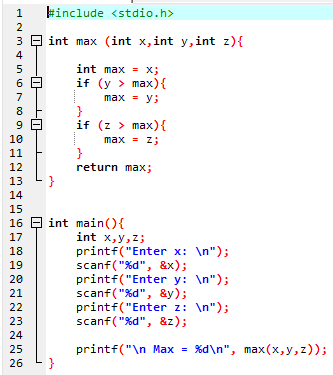 1 #include <stdio.h>
2
3 int max (int x,int y,int z){
4
5 int max = x;
6 if (y > max){
7 max = y;
8 }
9 if (z > max){
10 max = z;
11 }
12 return max;
13 }
14
15
16 int main(){
17 int x,y,z;
18 printf("Enter x: \n");
19 scanf("%d", &x);
20 printf("Enter y: \n");
21 scanf("%d", &y);
22 printf("Enter z: \n");
23 scanf("%d", &z);
24
25 printf("\n Max = %d\n", max(x,y,z));
26 }